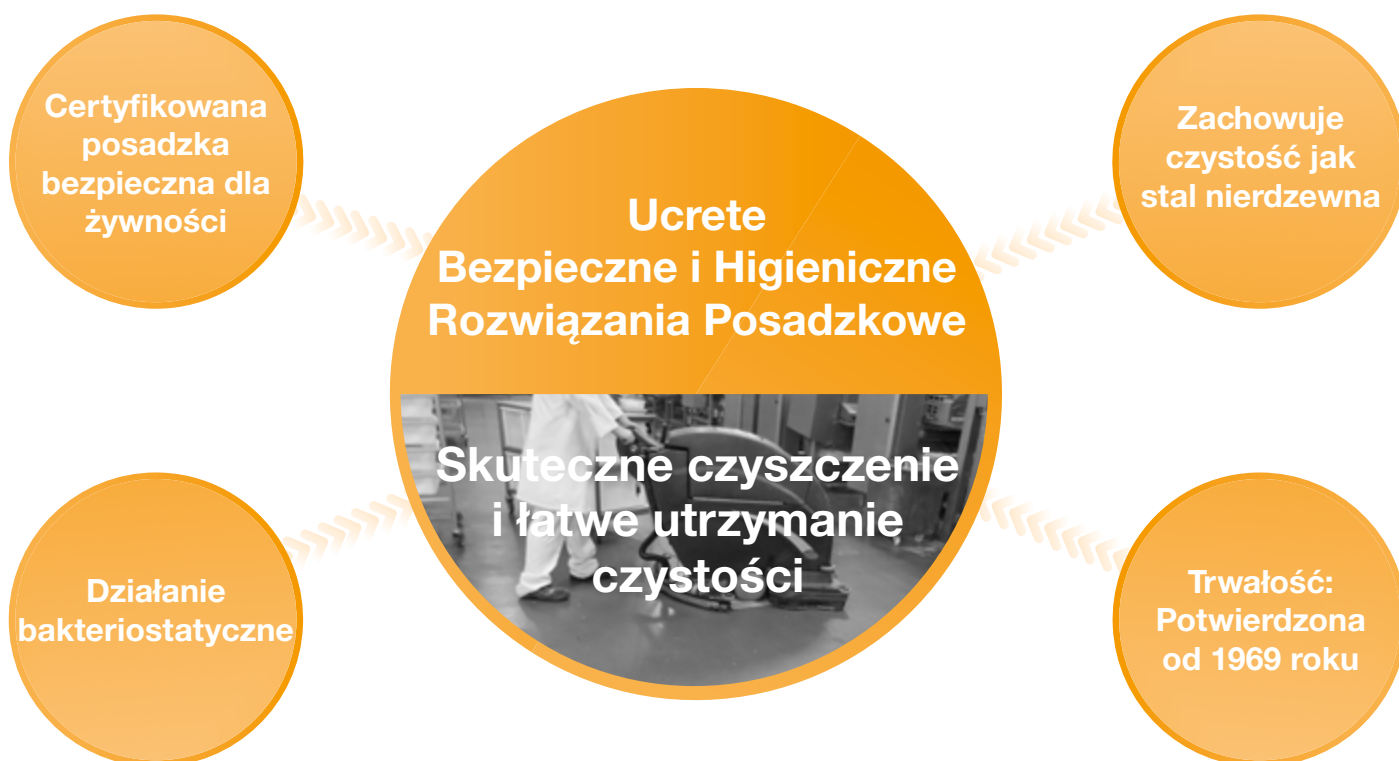 Certyfikowana
posadzka
bezpieczna dla
żywności
Zachowuje
czystość jak
stal nierdzewna
Ucrete
Bezpieczne i Higieniczne
Rozwiązania Posadzkowe
Skuteczne czyszczenie
i łatwe utrzymanie
czystości
Działanie
bakteriostatyczne
Trwałość:
Potwierdzona
od 1969 roku